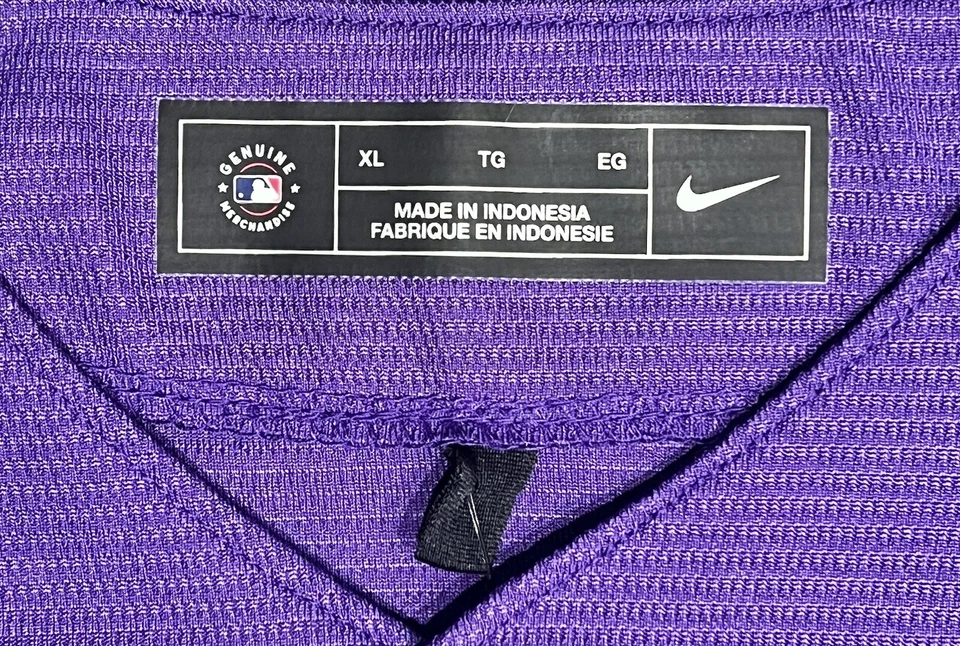 GENUINE
MERCHANDISE
XL TG EG
MADE IN INDONESIA
FABRIQUE EN INDONESIE